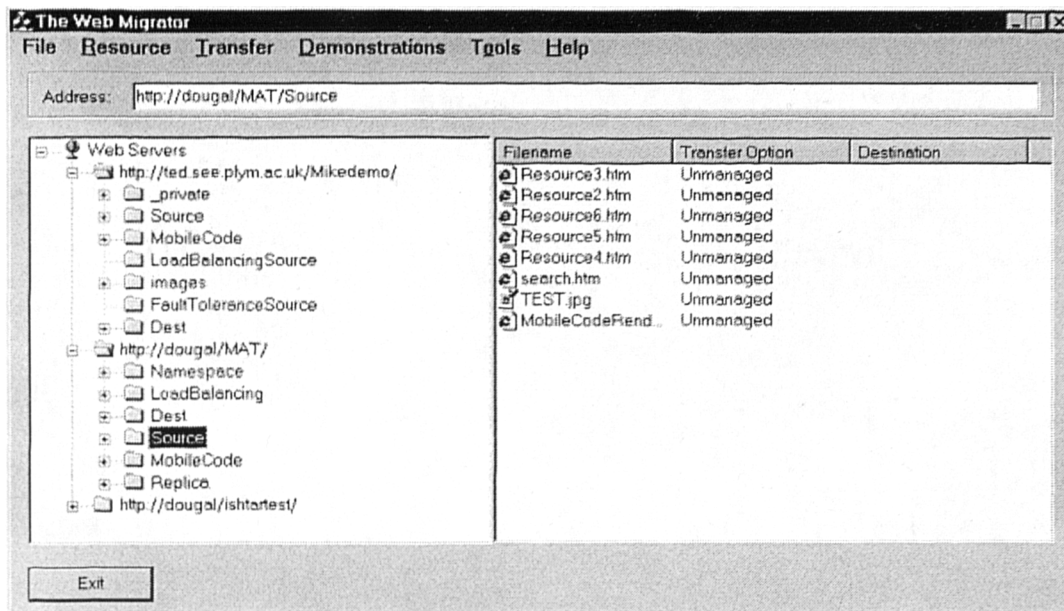 The Web Migrator
File Resource Transfer Demonstrations Tools Help
Address: http://dougal/MAT/Source
Web Servers
http://ted.see.plym.ac.uk/Mikedemo/
_private
Source
MobileCode
LoadBalancingSource
images
FaultToleranceSource
Dest
http://dougal/MAT/
Namespace
LoadBalancing
Dest
Source
MobileCode
Replica
http://dougal/ishtartest/
Filename Transfer Option Destination
Resource3.htm Unmanaged
Resource2.htm Unmanaged
Resource6.htm Unmanaged
Resource5.htm Unmanaged
Resource4.htm Unmanaged
search.htm Unmanaged
TEST.jpg Unmanaged
MobileCodeRend... Unmanaged
Exit